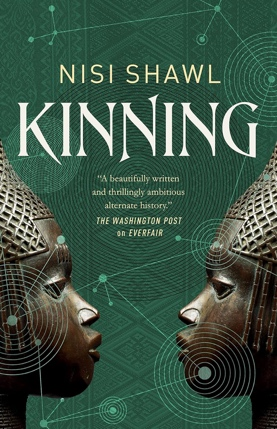 NISI SHAWL
KINNING
“A beautifully written
and thrillingly ambitious
alternate history.”
THE WASHINGTON POST
on EVERFAIR